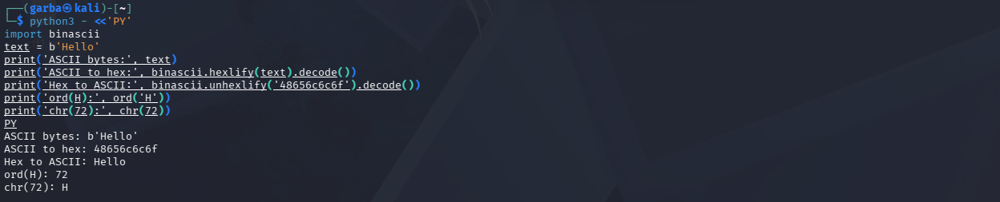 ┌──(garba㉿kali)-[~]
└─$ python3 - <<'PY'
import binascii
text = b'Hello'
print('ASCII bytes:', text)
print('ASCII to hex:', binascii.hexlify(text).decode())
print('Hex to ASCII:', binascii.unhexlify('48656c6c6f').decode())
print('ord(H):', ord('H'))
print('chr(72):', chr(72))
PY
ASCII bytes: b'Hello'
ASCII to hex: 48656c6c6f
Hex to ASCII: Hello
ord(H): 72
chr(72): H